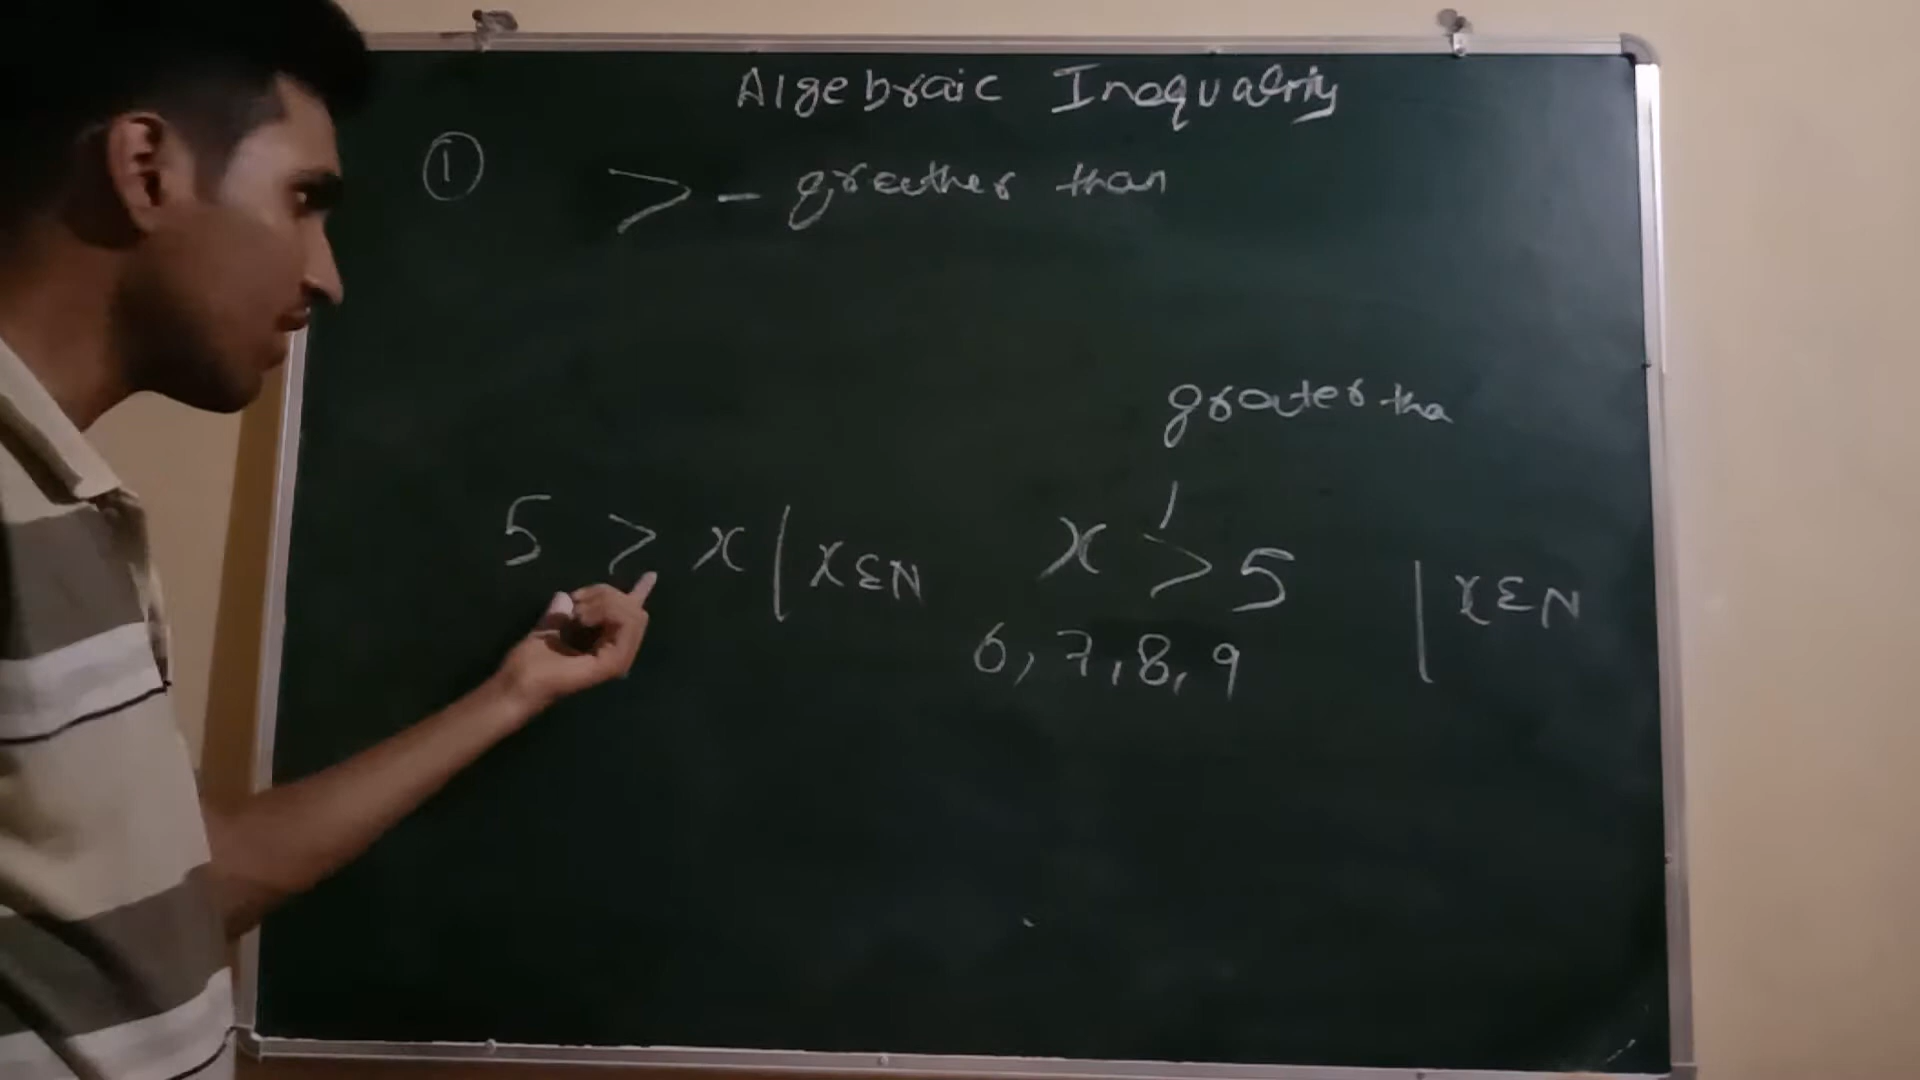 Algebraic Inequality
① > - greather than
greater tha
5 > x | x ε N
x > 5 | x ε N
6, 7, 8, 9